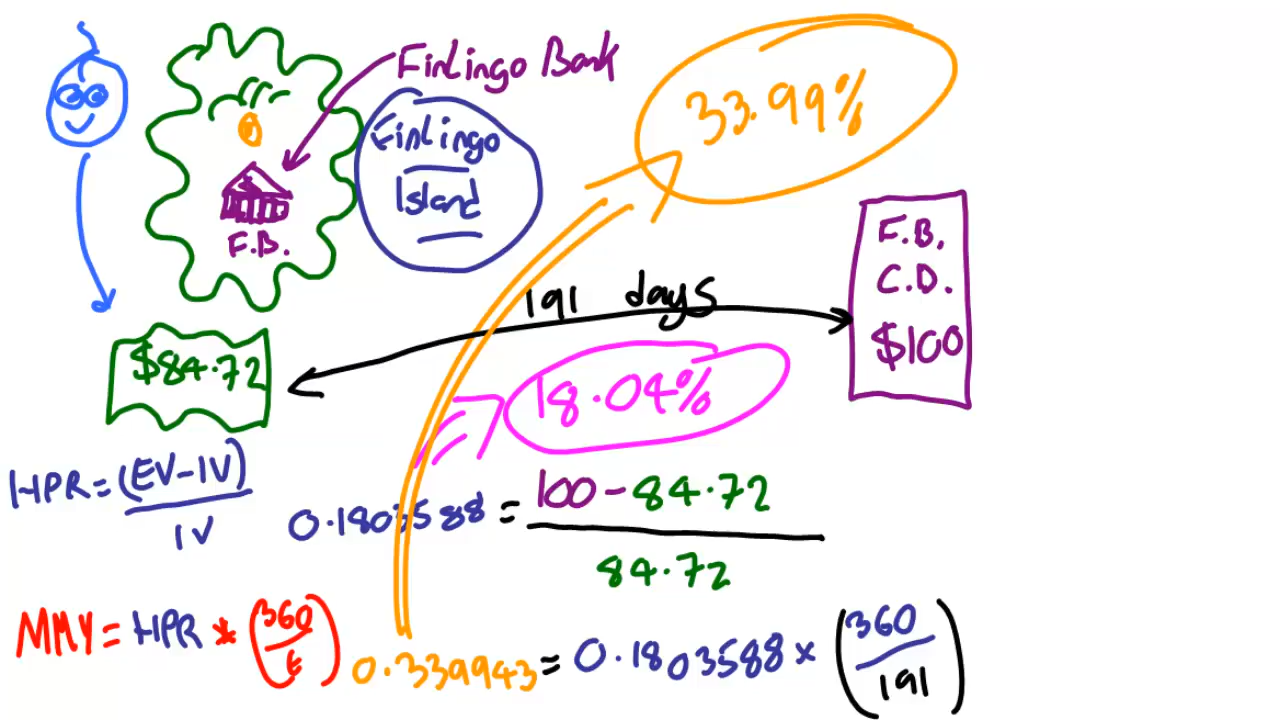 FinLingo Bank
33.99%
FinLingo
Island
F.B.
F.B.
C.D.
$100
191 days
$84.72
18.04%
HPR = (EV-IV)
IV
0.1803588 = 100 - 84.72
84.72
MMY = HPR * (360
t)
0.339943 = 0.1803588 × (360
191)